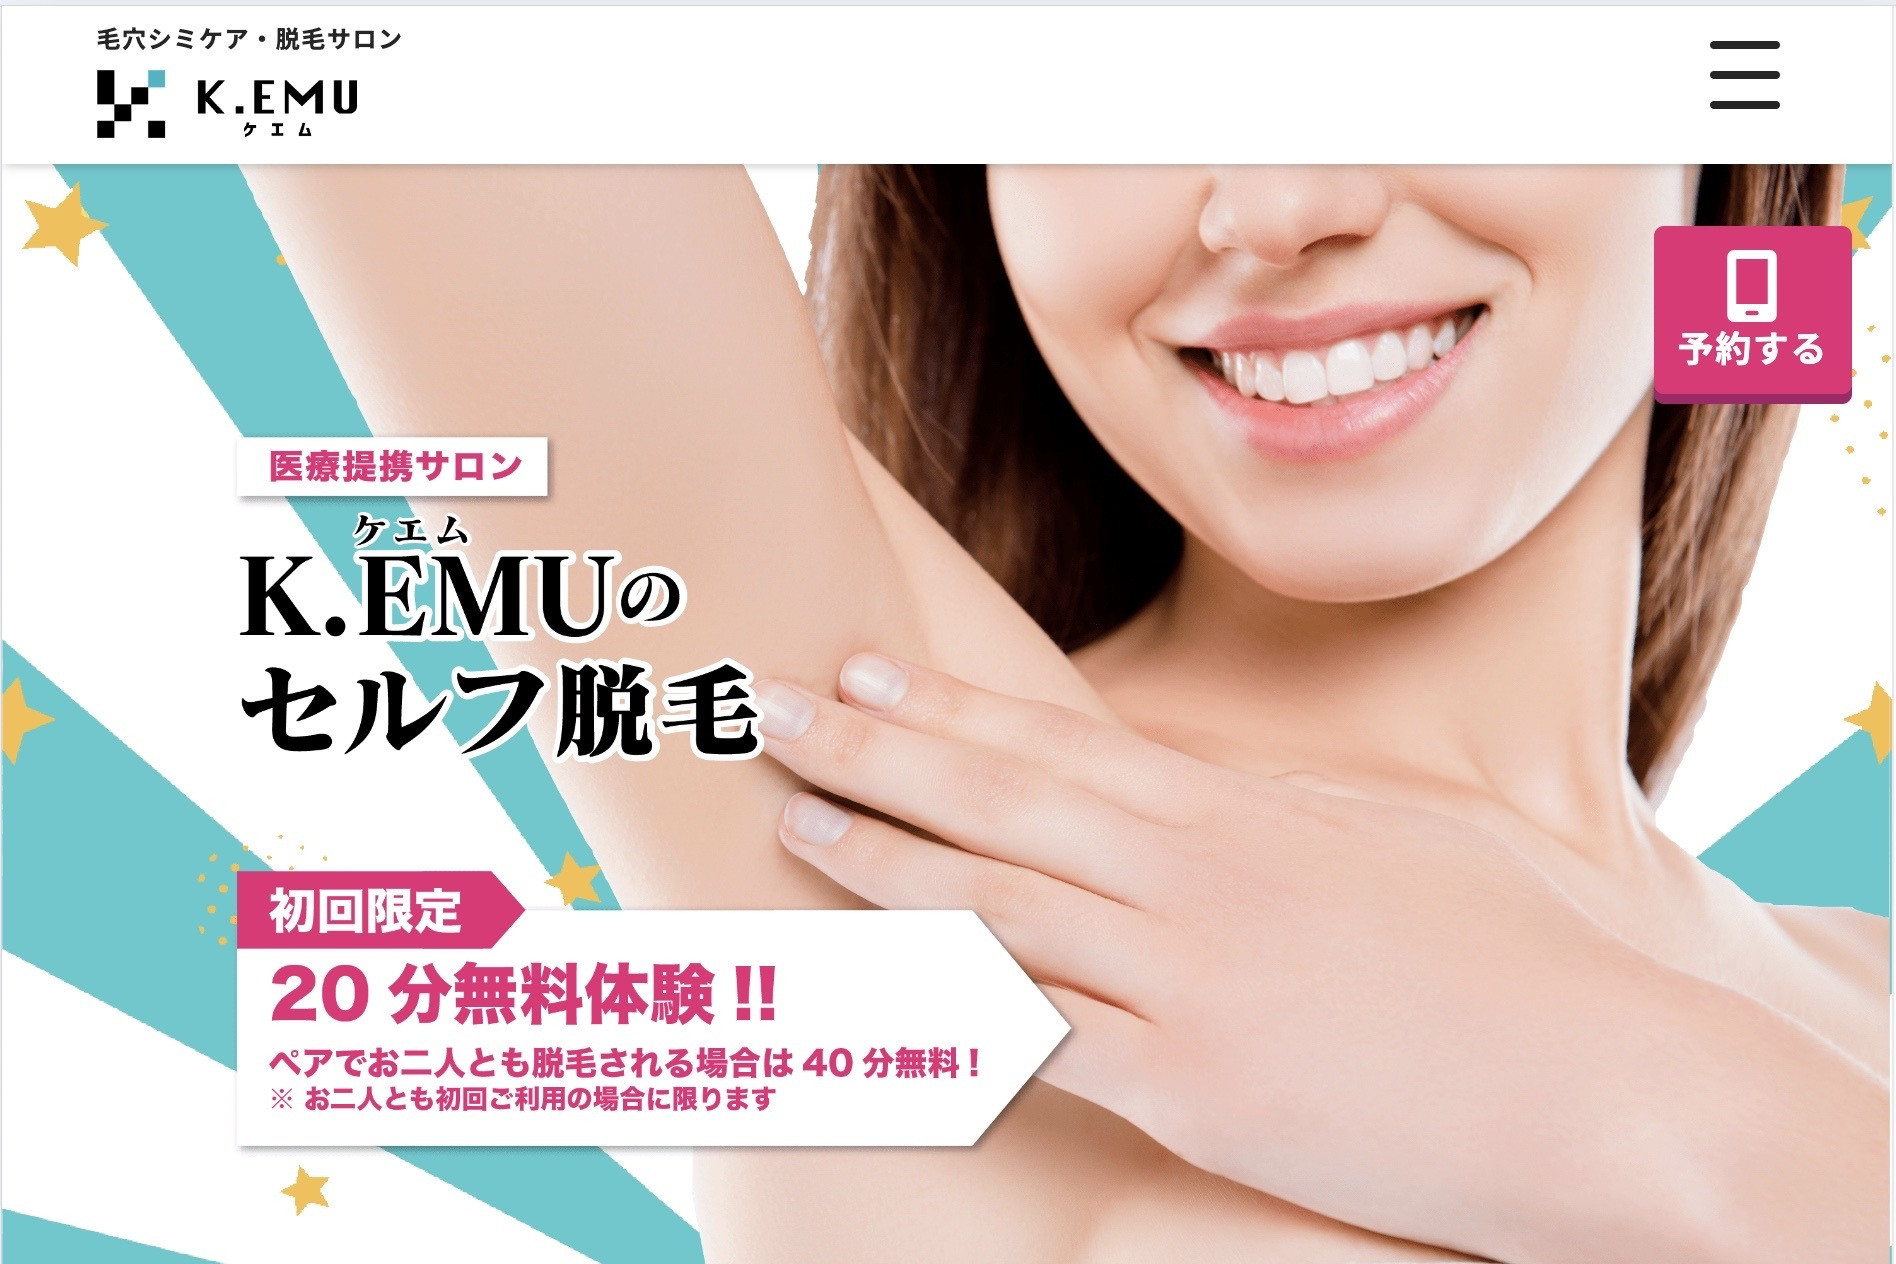 毛穴シミケア・脱毛サロン
K.EMU
ケエム
予約する
医療提携サロン
ケエム
K.EMUの
セルフ脱毛
初回限定
20分無料体験!!
ペアでお二人とも脱毛される場合は40分無料!
※ お二人とも初回ご利用の場合に限ります